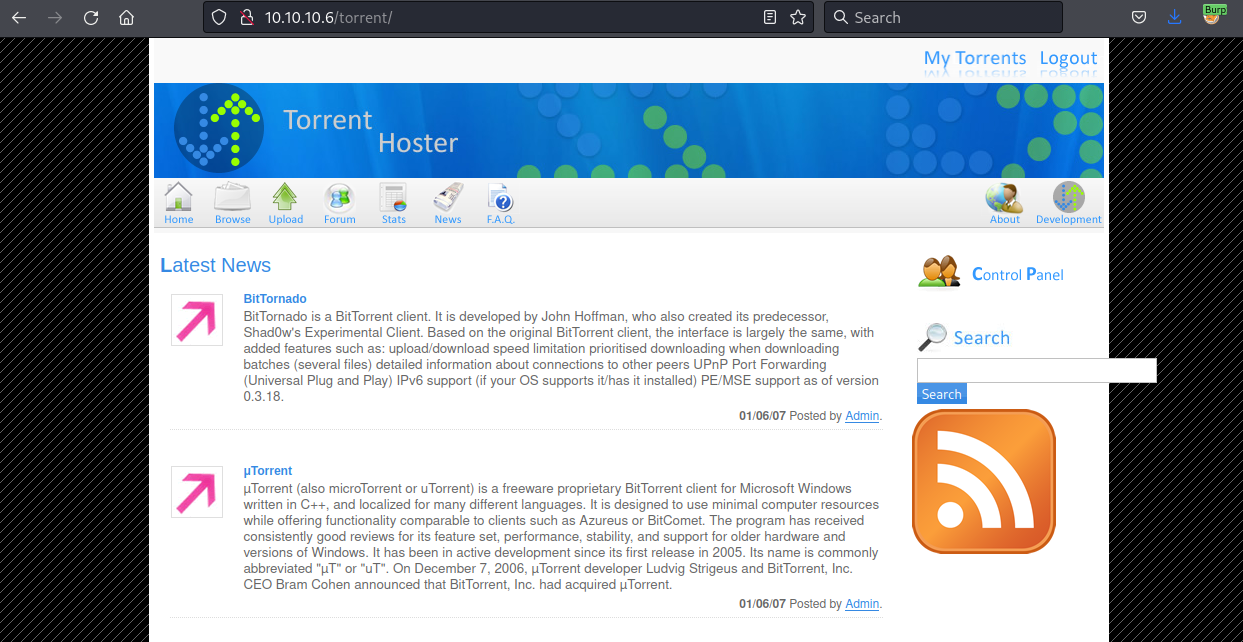 10.10.10.6/torrent/
Search
Burp
My Torrents Logout
Torrent
Hoster
Home Browse Upload Forum Stats News F.A.Q. About Development
Latest News
BitTornado
BitTornado is a BitTorrent client. It is developed by John Hoffman, who also created its predecessor,
Shad0w's Experimental Client. Based on the original BitTorrent client, the interface is largely the same, with
added features such as: upload/download speed limitation prioritised downloading when downloading
batches (several files) detailed information about connections to other peers UPnP Port Forwarding
(Universal Plug and Play) IPv6 support (if your OS supports it/has it installed) PE/MSE support as of version
0.3.18.
01/06/07 Posted by Admin.
µTorrent
µTorrent (also microTorrent or uTorrent) is a freeware proprietary BitTorrent client for Microsoft Windows
written in C++, and localized for many different languages. It is designed to use minimal computer resources
while offering functionality comparable to clients such as Azureus or BitComet. The program has received
consistently good reviews for its feature set, performance, stability, and support for older hardware and
versions of Windows. It has been in active development since its first release in 2005. Its name is commonly
abbreviated "µT" or "uT". On December 7, 2006, µTorrent developer Ludvig Strigeus and BitTorrent, Inc.
CEO Bram Cohen announced that BitTorrent, Inc. had acquired µTorrent.
01/06/07 Posted by Admin.
Control Panel
Search
Search